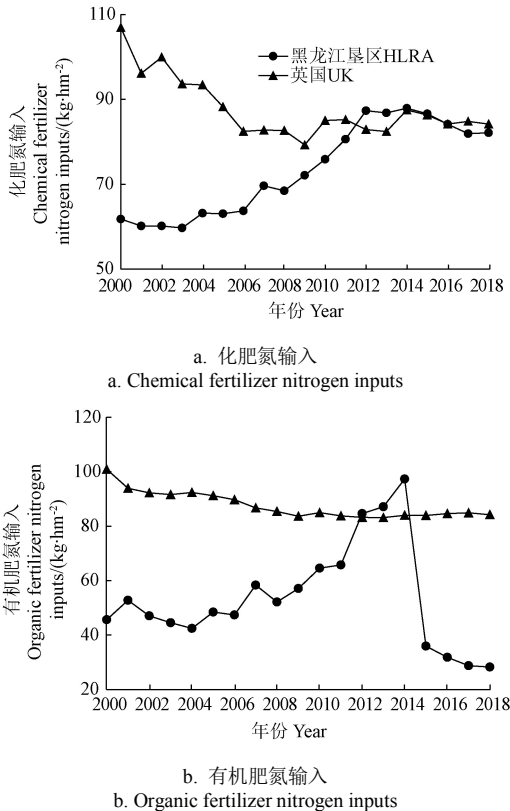 110
90
70
50
黑龙江垦区HLRA
英国UK
化肥氮输入
Chemical fertilizer
nitrogen inputs/(kg·hm-2)
2000 2002 2004 2006 2008 2010 2012 2014 2016 2018
年份 Year
a. 化肥氮输入
a. Chemical fertilizer nitrogen inputs
120
100
80
60
40
20
有机肥氮输入
Organic fertilizer nitrogen
inputs/(kg·hm-2)
2000 2002 2004 2006 2008 2010 2012 2014 2016 2018
年份 Year
b. 有机肥氮输入
b. Organic fertilizer nitrogen inputs